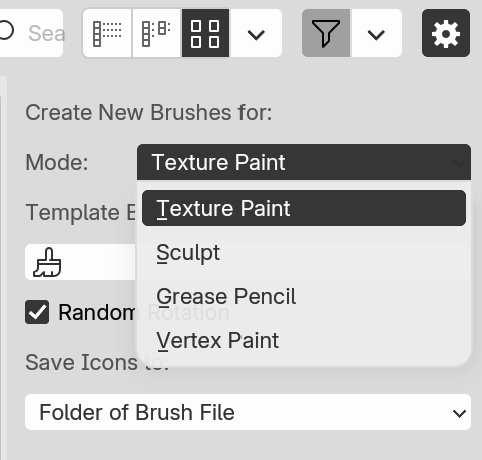 Sea
Create New Brushes for:
Mode: Texture Paint
Template
Texture Paint
Sculpt
Grease Pencil
Random Rotation
Vertex Paint
Save Icons to:
Folder of Brush File